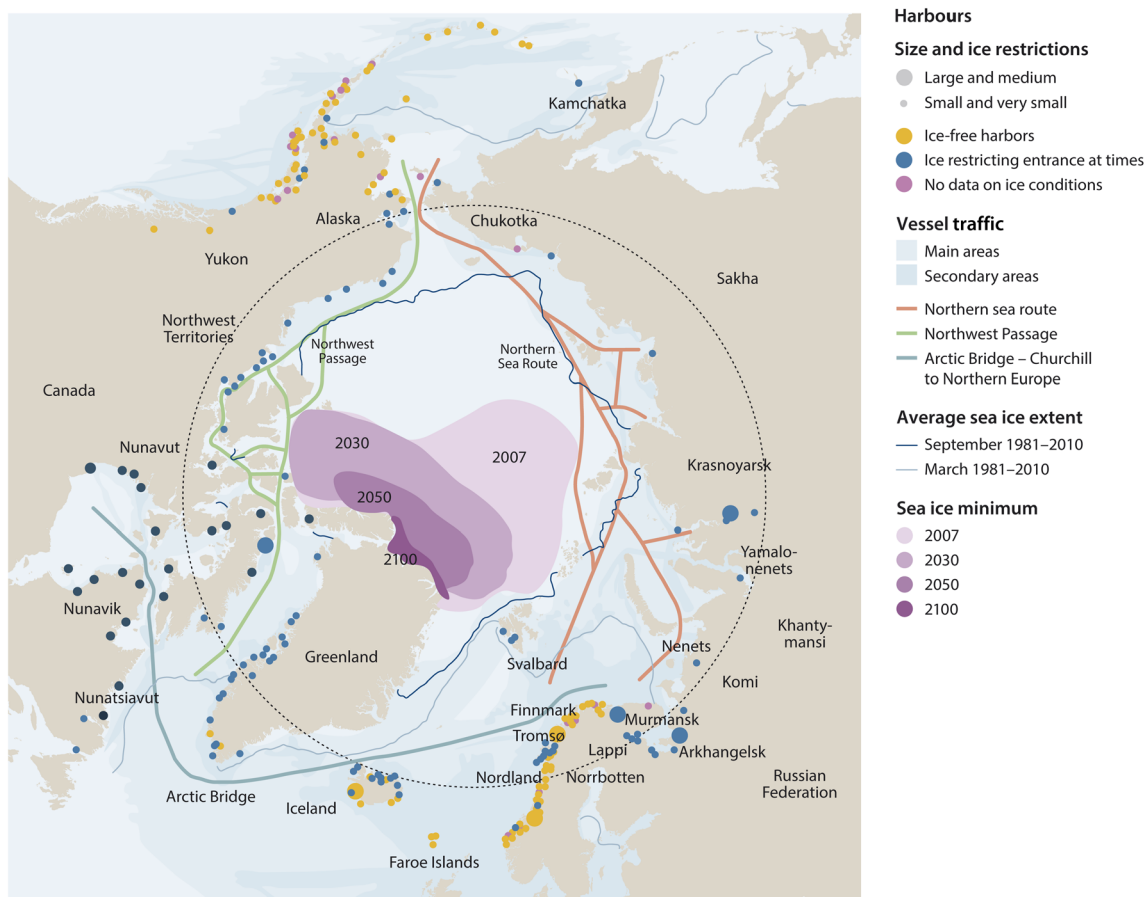 Kamchatka
Alaska
Chukotka
Yukon
Sakha
Northwest
Territories
Northwest
Passage
Northern
Sea Route
Canada
2030
2007
Nunavut
Krasnoyarsk
2050
2100
Yamalo-
nenets
Nunavik
Khanty-
mansi
Greenland
Svalbard
Nenets
Komi
Nunatsiavut
Finnmark
Murmansk
Tromsø
Lappi
Arkhangelsk
Nordland
Norrbotten
Russian
Federation
Arctic Bridge
Iceland
Faroe Islands
Harbours
Size and ice restrictions
Large and medium
Small and very small
Ice-free harbors
Ice restricting entrance at times
No data on ice conditions
Vessel traffic
Main areas
Secondary areas
Northern sea route
Northwest Passage
Arctic Bridge – Churchill
to Northern Europe
Average sea ice extent
September 1981–2010
March 1981–2010
Sea ice minimum
2007
2030
2050
2100